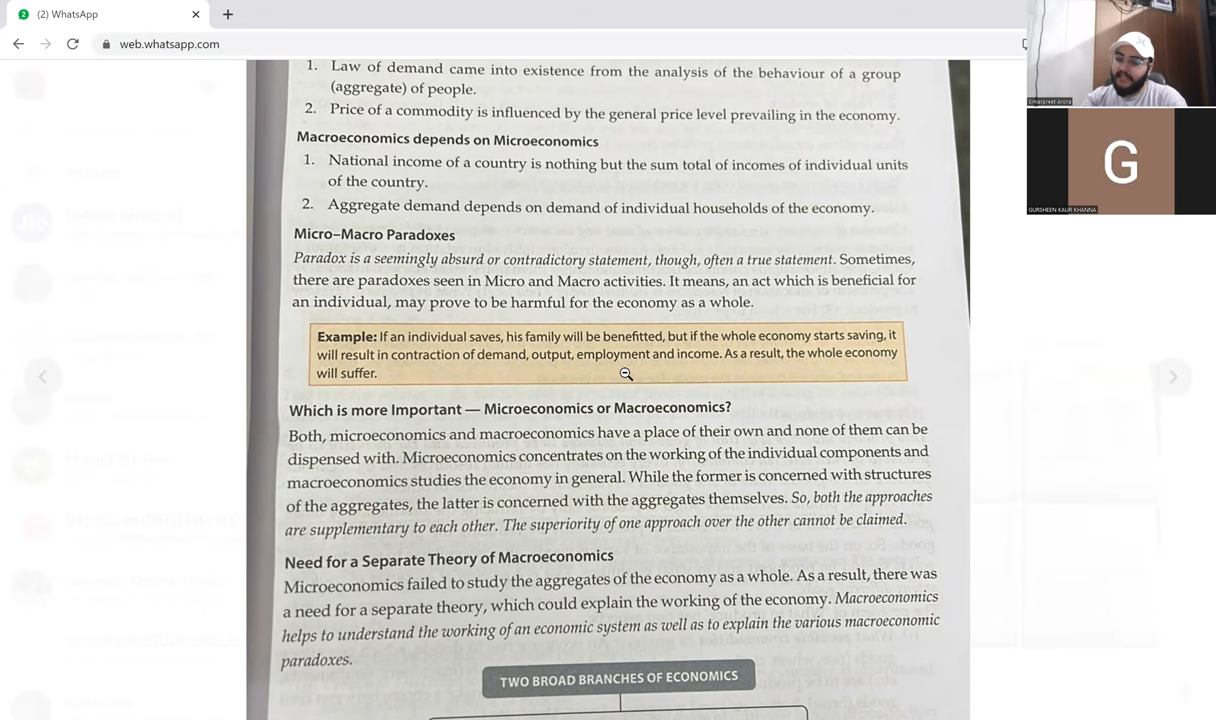 2
(2) WhatsApp
web.whatsapp.com
1. Law of demand came into existence from the analysis of the behaviour of a group
(aggregate) of people.
2. Price of a commodity is influenced by the general price level prevailing in the economy.
Macroeconomics depends on Microeconomics
1. National income of a country is nothing but the sum total of incomes of individual units
of the country.
2. Aggregate demand depends on demand of individual households of the economy.
Micro–Macro Paradoxes
Paradox is a seemingly absurd or contradictory statement, though, often a true statement. Sometimes,
there are paradoxes seen in Micro and Macro activities. It means, an act which is beneficial for
an individual, may prove to be harmful for the economy as a whole.
Example: If an individual saves, his family will be benefitted, but if the whole economy starts saving, it
will result in contraction of demand, output, employment and income. As a result, the whole economy
will suffer.
Which is more Important — Microeconomics or Macroeconomics?
Both, microeconomics and macroeconomics have a place of their own and none of them can be
dispensed with. Microeconomics concentrates on the working of the individual components and
macroeconomics studies the economy in general. While the former is concerned with structures
of the aggregates, the latter is concerned with the aggregates themselves. So, both the approaches
are supplementary to each other. The superiority of one approach over the other cannot be claimed.
Need for a Separate Theory of Macroeconomics
Microeconomics failed to study the aggregates of the economy as a whole. As a result, there was
a need for a separate theory, which could explain the working of the economy. Macroeconomics
helps to understand the working of an economic system as well as to explain the various macroeconomic
paradoxes.
TWO BROAD BRANCHES OF ECONOMICS
Simarpreet Arora
G
GURSHEEN KAUR KHANNA